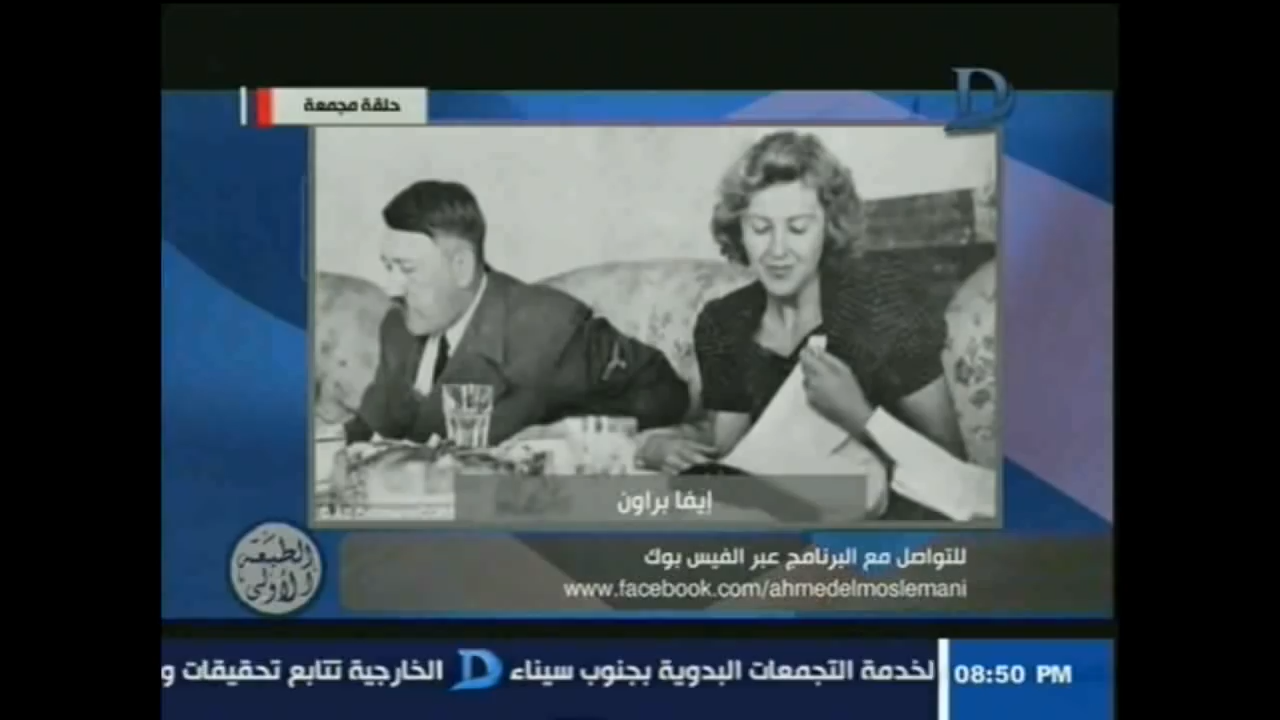 حلقة مجمعة
D
إيفا براون
الطبعة
الأولى
للتواصل مع البرنامج عبر الفيس بوك
www.facebook.com/ahmedelmoslemani
لخدمة التجمعات البدوية بجنوب سيناء D الخارجية تتابع تحقيقات و
08:50 PM